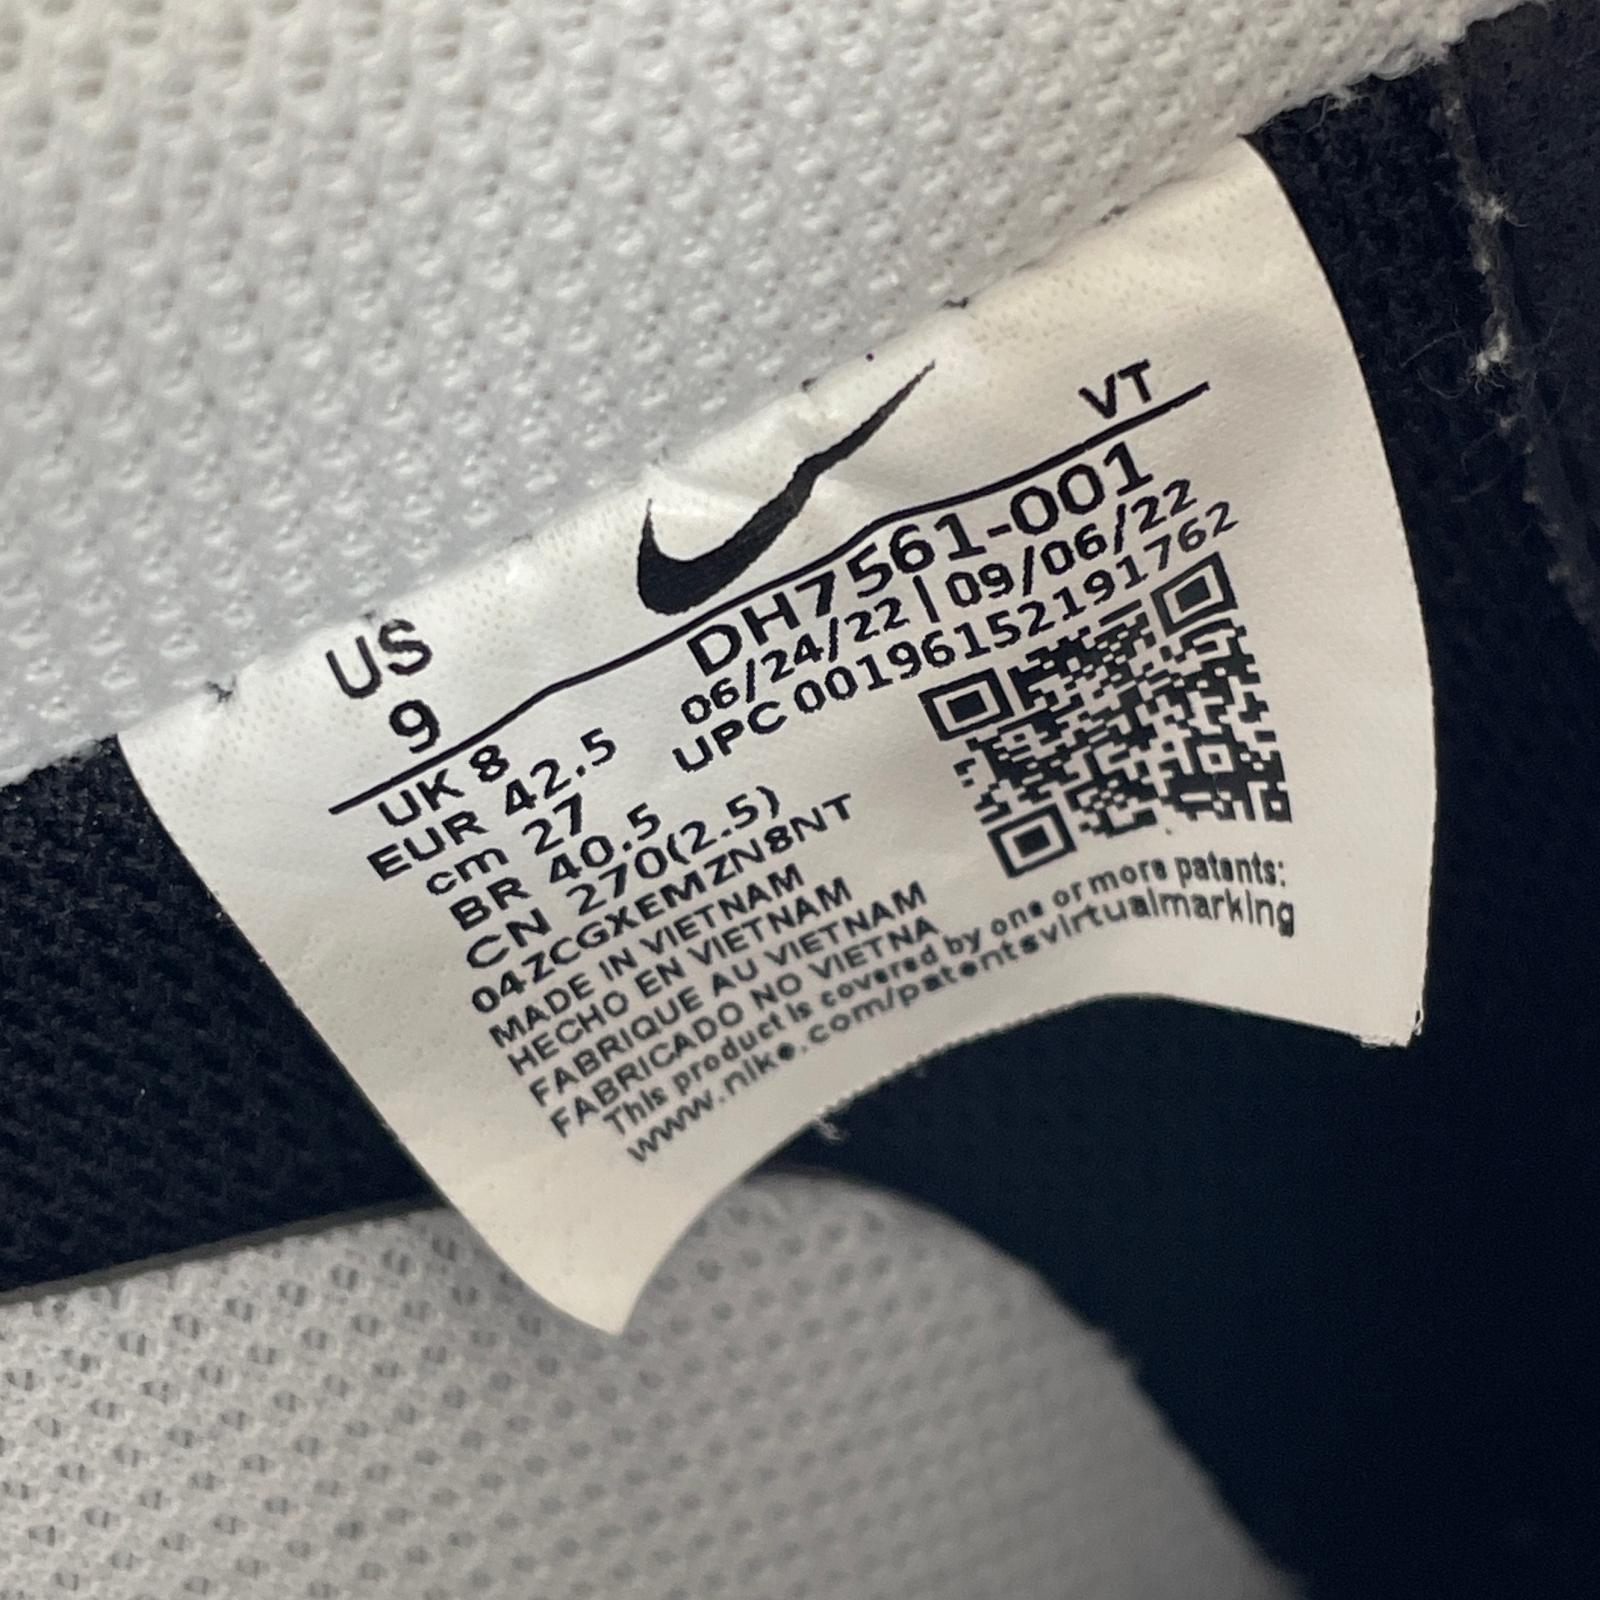 US
9
VT
UK 8
EUR 42.5
cm 27
BR 40.5
CN 270(2.5)
DH7561-001
06/24/22 | 09/06/22
UPC 00196152191762
04ZCGXEMZN8NT
MADE IN VIETNAM
HECHO EN VIETNAM
FABRIQUE AU VIETNAM
FABRICADO NO VIETNA
This product is covered by one or more patents:
www.nike.com/patentsvirtualmarking